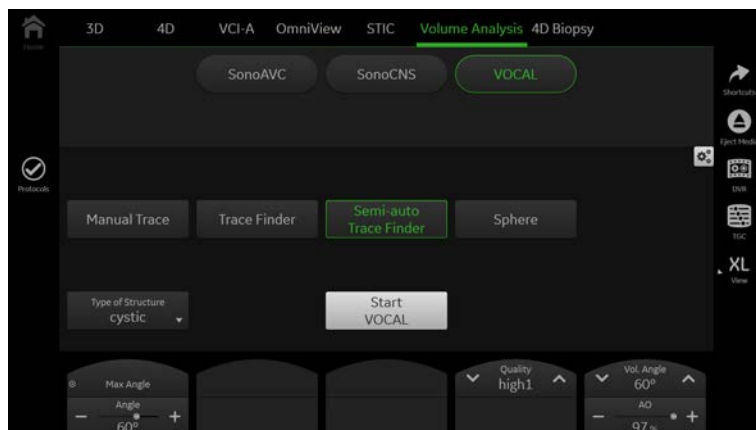 Home
3D
4D
VCI-A
OmniView
STIC
Volume Analysis
4D Biopsy
SonoAVC
SonoCNS
VOCAL
Shortcuts
Eject Media
Protocols
DVR
TGC
XL
View
Manual Trace
Trace Finder
Semi-auto
Trace Finder
Sphere
Type of Structure
cystic
Start
VOCAL
Max Angle
Angle
60°
Quality
high1
Vol. Angle
60°
AO
97 %